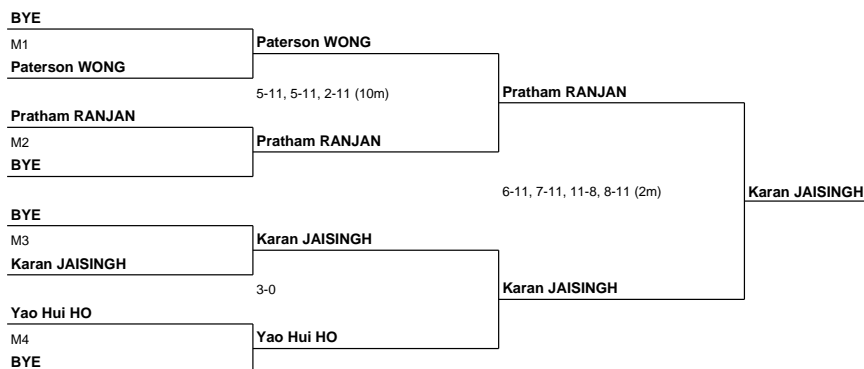 BYE
M1
Paterson WONG
Paterson WONG
5-11, 5-11, 2-11 (10m)
Pratham RANJAN
Pratham RANJAN
M2
Pratham RANJAN
BYE
6-11, 7-11, 11-8, 8-11 (2m)
Karan JAISINGH
BYE
M3
Karan JAISINGH
Karan JAISINGH
3-0
Karan JAISINGH
Yao Hui HO
M4
Yao Hui HO
BYE